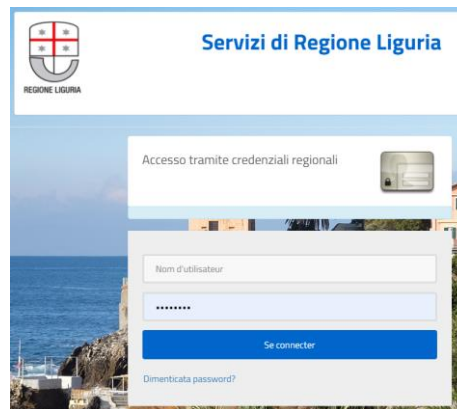 Servizi di Regione Liguria
REGIONE LIGURIA
Accesso tramite credenziali regionali
Nom d'utilisateur
••••••••
Se connecter
Dimenticata password?